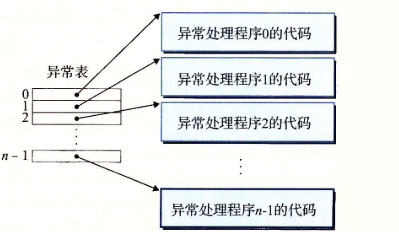 异常表
0
1
2
⋮
n – 1
异常处理程序0的代码
异常处理程序1的代码
异常处理程序2的代码
⋮
异常处理程序n-1的代码